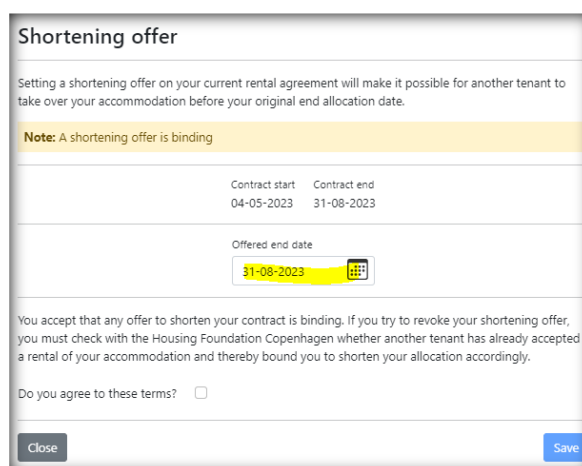 Shortening offer
Setting a shortening offer on your current rental agreement will make it possible for another tenant to
take over your accommodation before your original end allocation date.
Note: A shortening offer is binding
Contract start Contract end
04-05-2023 31-08-2023
Offered end date
31-08-2023
You accept that any offer to shorten your contract is binding. If you try to revoke your shortening offer,
you must check with the Housing Foundation Copenhagen whether another tenant has already accepted
a rental of your accommodation and thereby bound you to shorten your allocation accordingly.
Do you agree to these terms?
Close Save